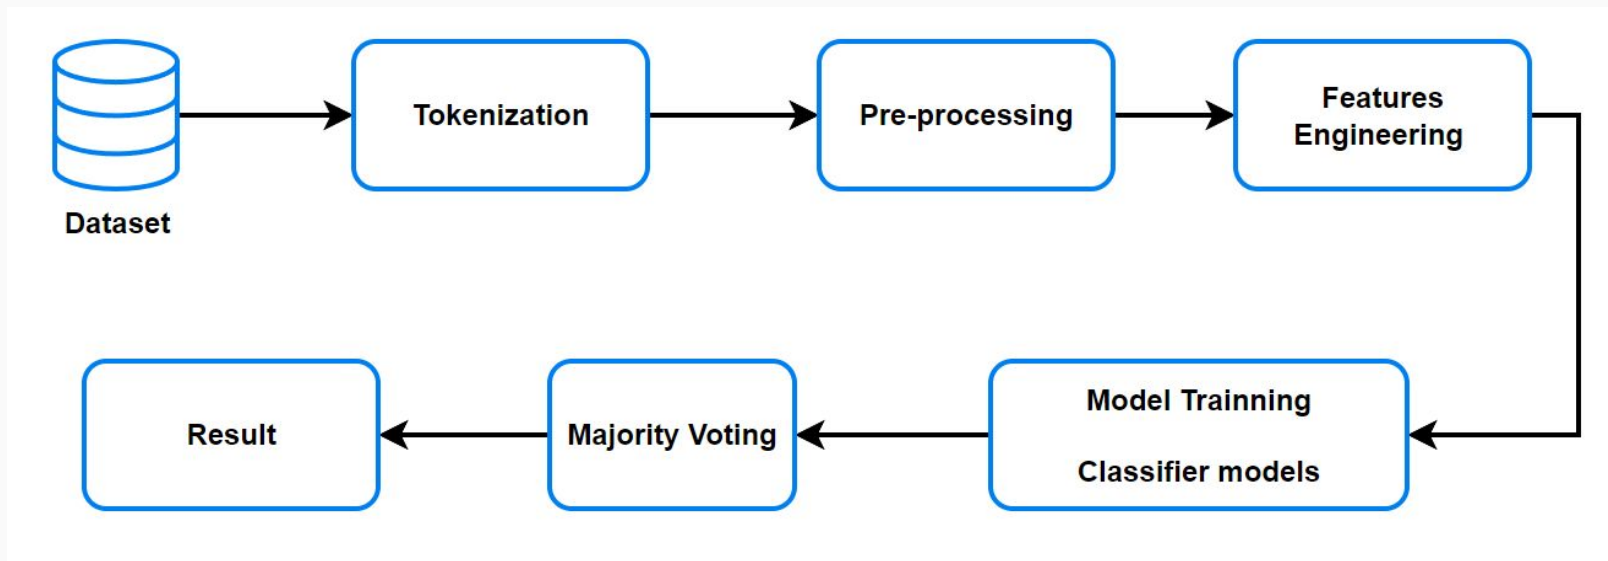 Dataset
Tokenization
Pre-processing
Features
Engineering
Model Trainning
Classifier models
Majority Voting
Result